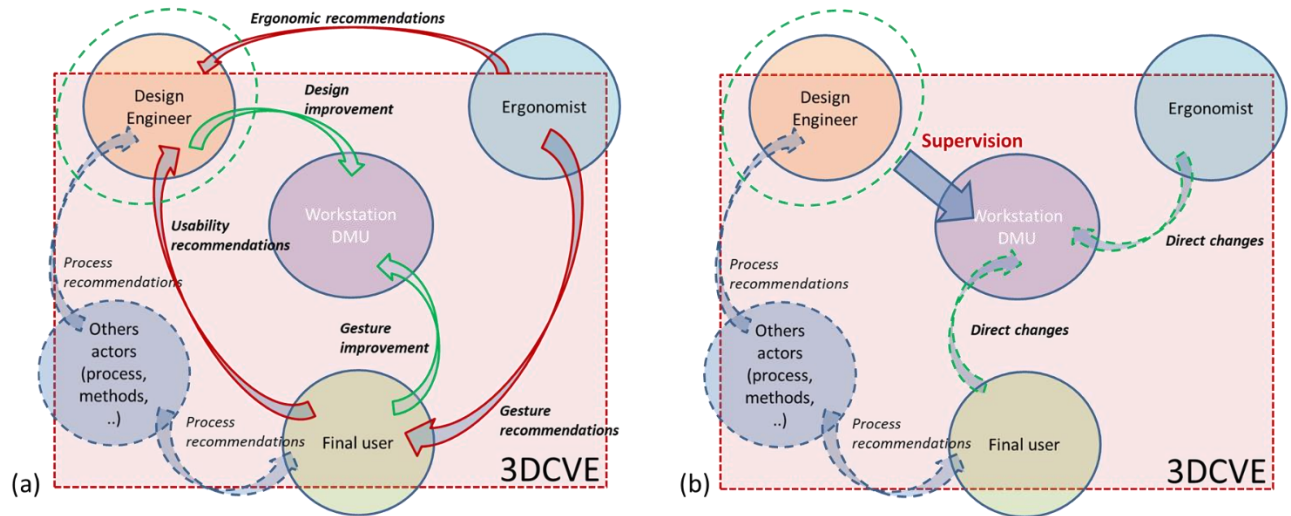 Ergonomic recommendations
Design
Engineer
Design
improvement
Ergonomist
Workstation
DMU
Usability
recommendations
Process
recommendations
Gesture
improvement
Others
actors
(process,
methods,
..)
Process
recommendations
Final user
Gesture
recommendations
3DCVE
(a)
Design
Engineer
Supervision
Ergonomist
Workstation
DMU
Direct changes
Process
recommendations
Direct changes
Others
actors
(process,
methods,
..)
Process
recommendations
Final user
3DCVE
(b)